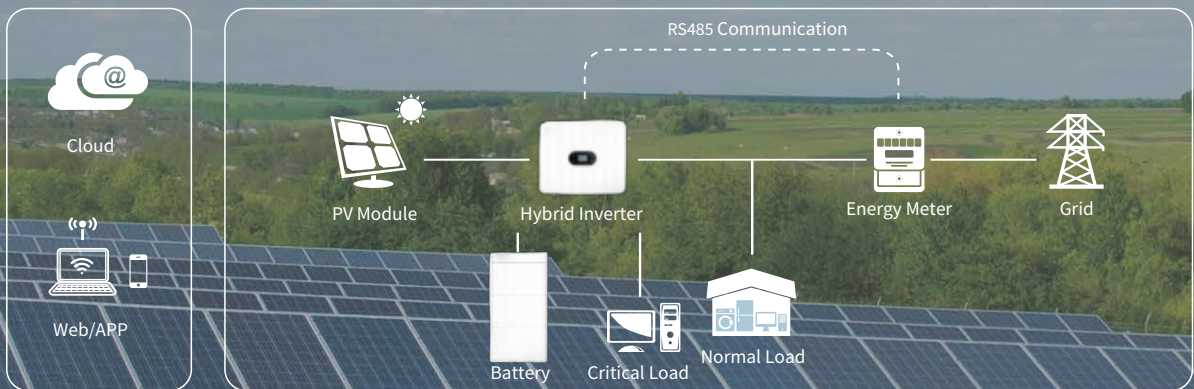 RS485 Communication
@
Cloud
PV Module
Hybrid Inverter
Energy Meter
Grid
Web/APP
Battery
Critical Load
Normal Load